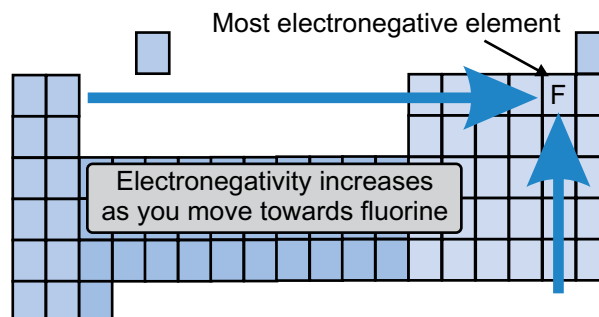 Most electronegative element
F
Electronegativity increases
as you move towards fluorine